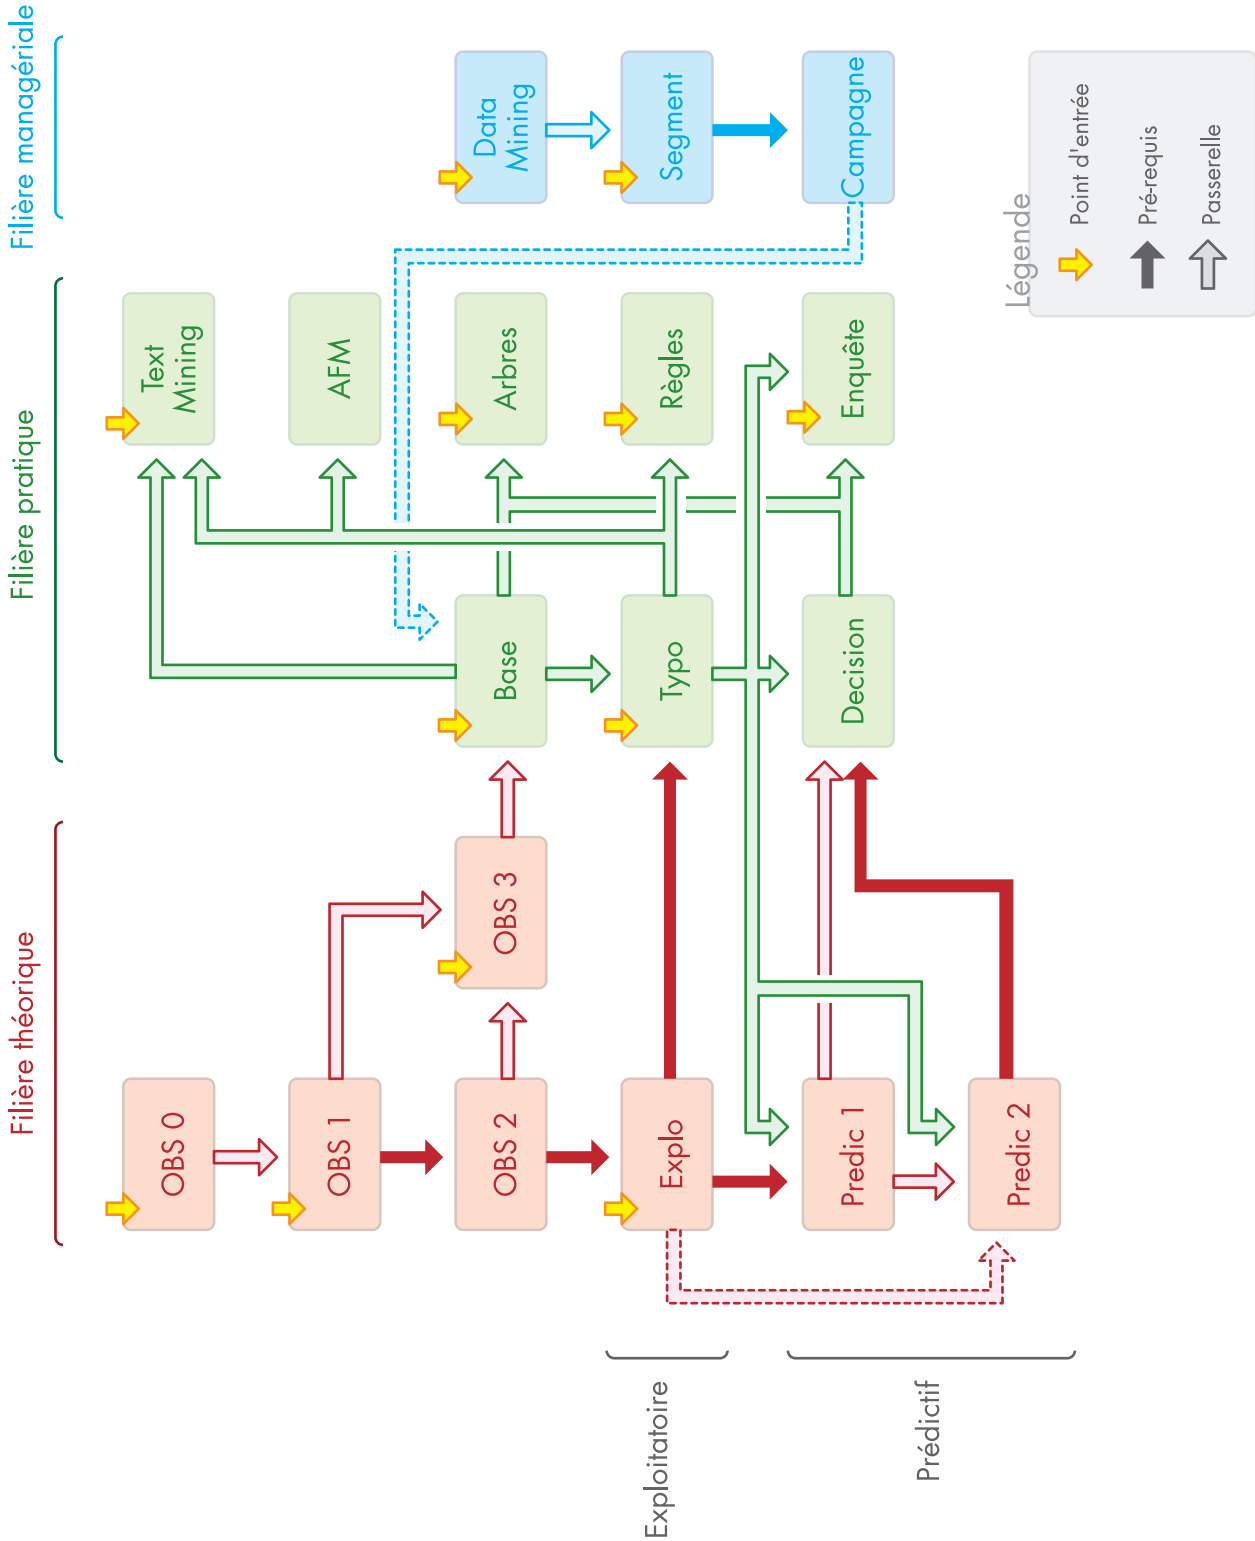 Filière théorique
Filière pratique
Filière managériale
OBS 0
Text
Mining
OBS 1
AFM
OBS 2
OBS 3
Base
Arbres
Data
Mining
Exploitatoire
Explo
Typo
Règles
Segment
Prédictif
Predic 1
Decision
Enquête
Campagne
Predic 2
Légende
Point d'entrée
Pré-requis
Passerelle